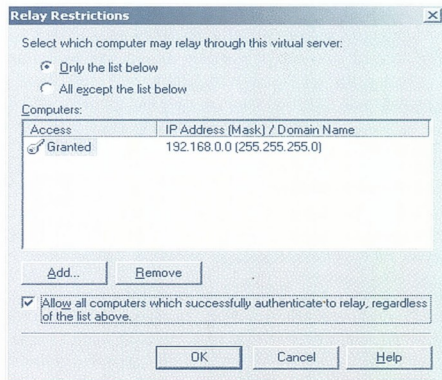 Relay Restrictions
Select which computer may relay through this virtual server:
Only the list below
All except the list below
Computers:
Access IP Address (Mask) / Domain Name
Granted 192.168.0.0 (255.255.255.0)
Add... Remove
Allow all computers which successfully authenticate to relay, regardless
of the list above.
OK Cancel Help